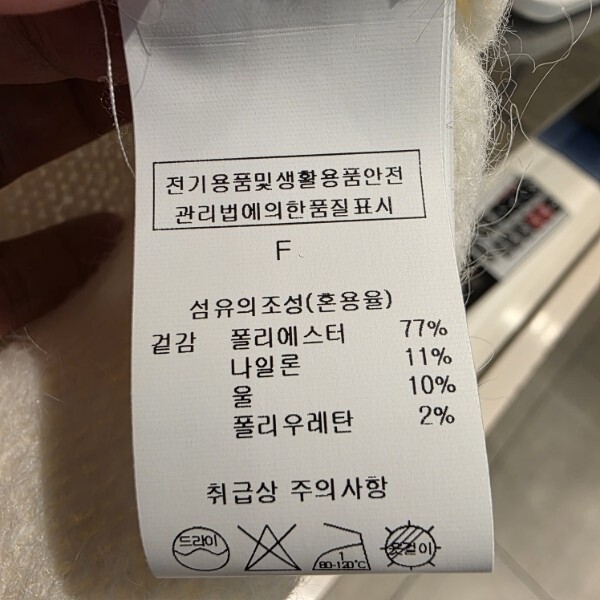 전기용품및생활용품안전
관리법에의한품질표시
F
섬유의조성(혼용율)
겉감 폴리에스터 77%
나일론 11%
울 10%
폴리우레탄 2%
취급상 주의사항
드라이
1
80-120°C
옷걸이